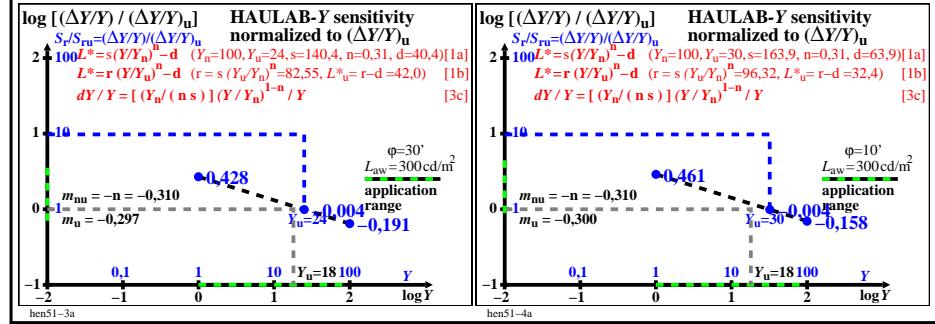 log [(ΔY/Y) / (ΔY/Y)u]
HAULAB-Y sensitivity
normalized to (ΔY/Y)u
Sr/Sru=(ΔY/Y)/(ΔY/Y)u
L*=s(Y/Yn)^n−d (Yn=100, Yu=24, s=140,4, n=0,31, d=40,4)[1a]
L*=r (Y/Yu)^n−d (r = s (Yu/Yn)^n=82,55, L*u= r−d =42,0) [1b]
dY / Y = [ (Yn/ ( n s ) ] (Y / Yn)^1−n / Y [3c]
2
100
1
10
0
1
−1
0,428
−0,004
−0,191
Yu=24
φ=30'
Law=300cd/m^2
application
range
mnu = −n = −0,310
mu = −0,297
Yu=18
0,1
1
10
100
Y
−2
−1
0
1
2
log Y
hen51−3a
log [(ΔY/Y) / (ΔY/Y)u]
HAULAB-Y sensitivity
normalized to (ΔY/Y)u
Sr/Sru=(ΔY/Y)/(ΔY/Y)u
L*=s(Y/Yn)^n−d (Yn=100, Yu=30, s=163,9, n=0,31, d=63,9)[1a]
L*=r (Y/Yu)^n−d (r = s (Yu/Yn)^n=96,32, L*u= r−d =32,4) [1b]
dY / Y = [ (Yn/ ( n s ) ] (Y / Yn)^1−n / Y [3c]
2
100
1
10
0
1
−1
0,461
−0,004
−0,158
Yu=30
φ=10'
Law=300cd/m^2
application
range
mnu = −n = −0,310
mu = −0,300
Yu=18
0,1
1
10
100
Y
−2
−1
0
1
2
log Y
hen51−4a